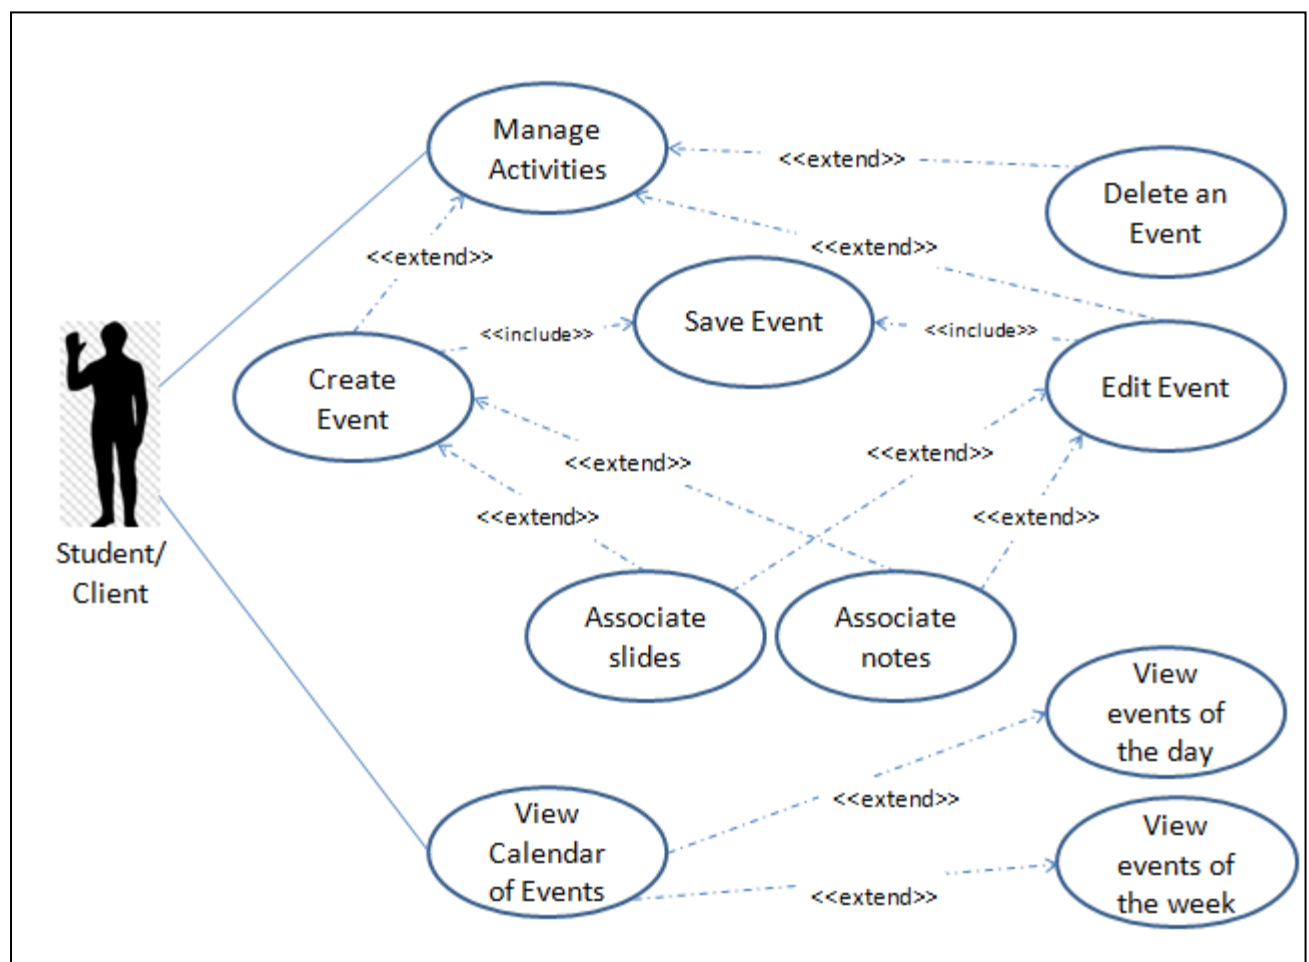 Manage
Activities
<<extend>>
Delete an
Event
<<extend>>
<<extend>>
Save Event
<<include>>
<<include>>
Create
Event
Edit Event
<<extend>>
<<extend>>
<<extend>>
<<extend>>
Student/
Client
Associate
slides
Associate
notes
View
events of
the day
<<extend>>
View
Calendar
of Events
View
events of
the week
<<extend>>